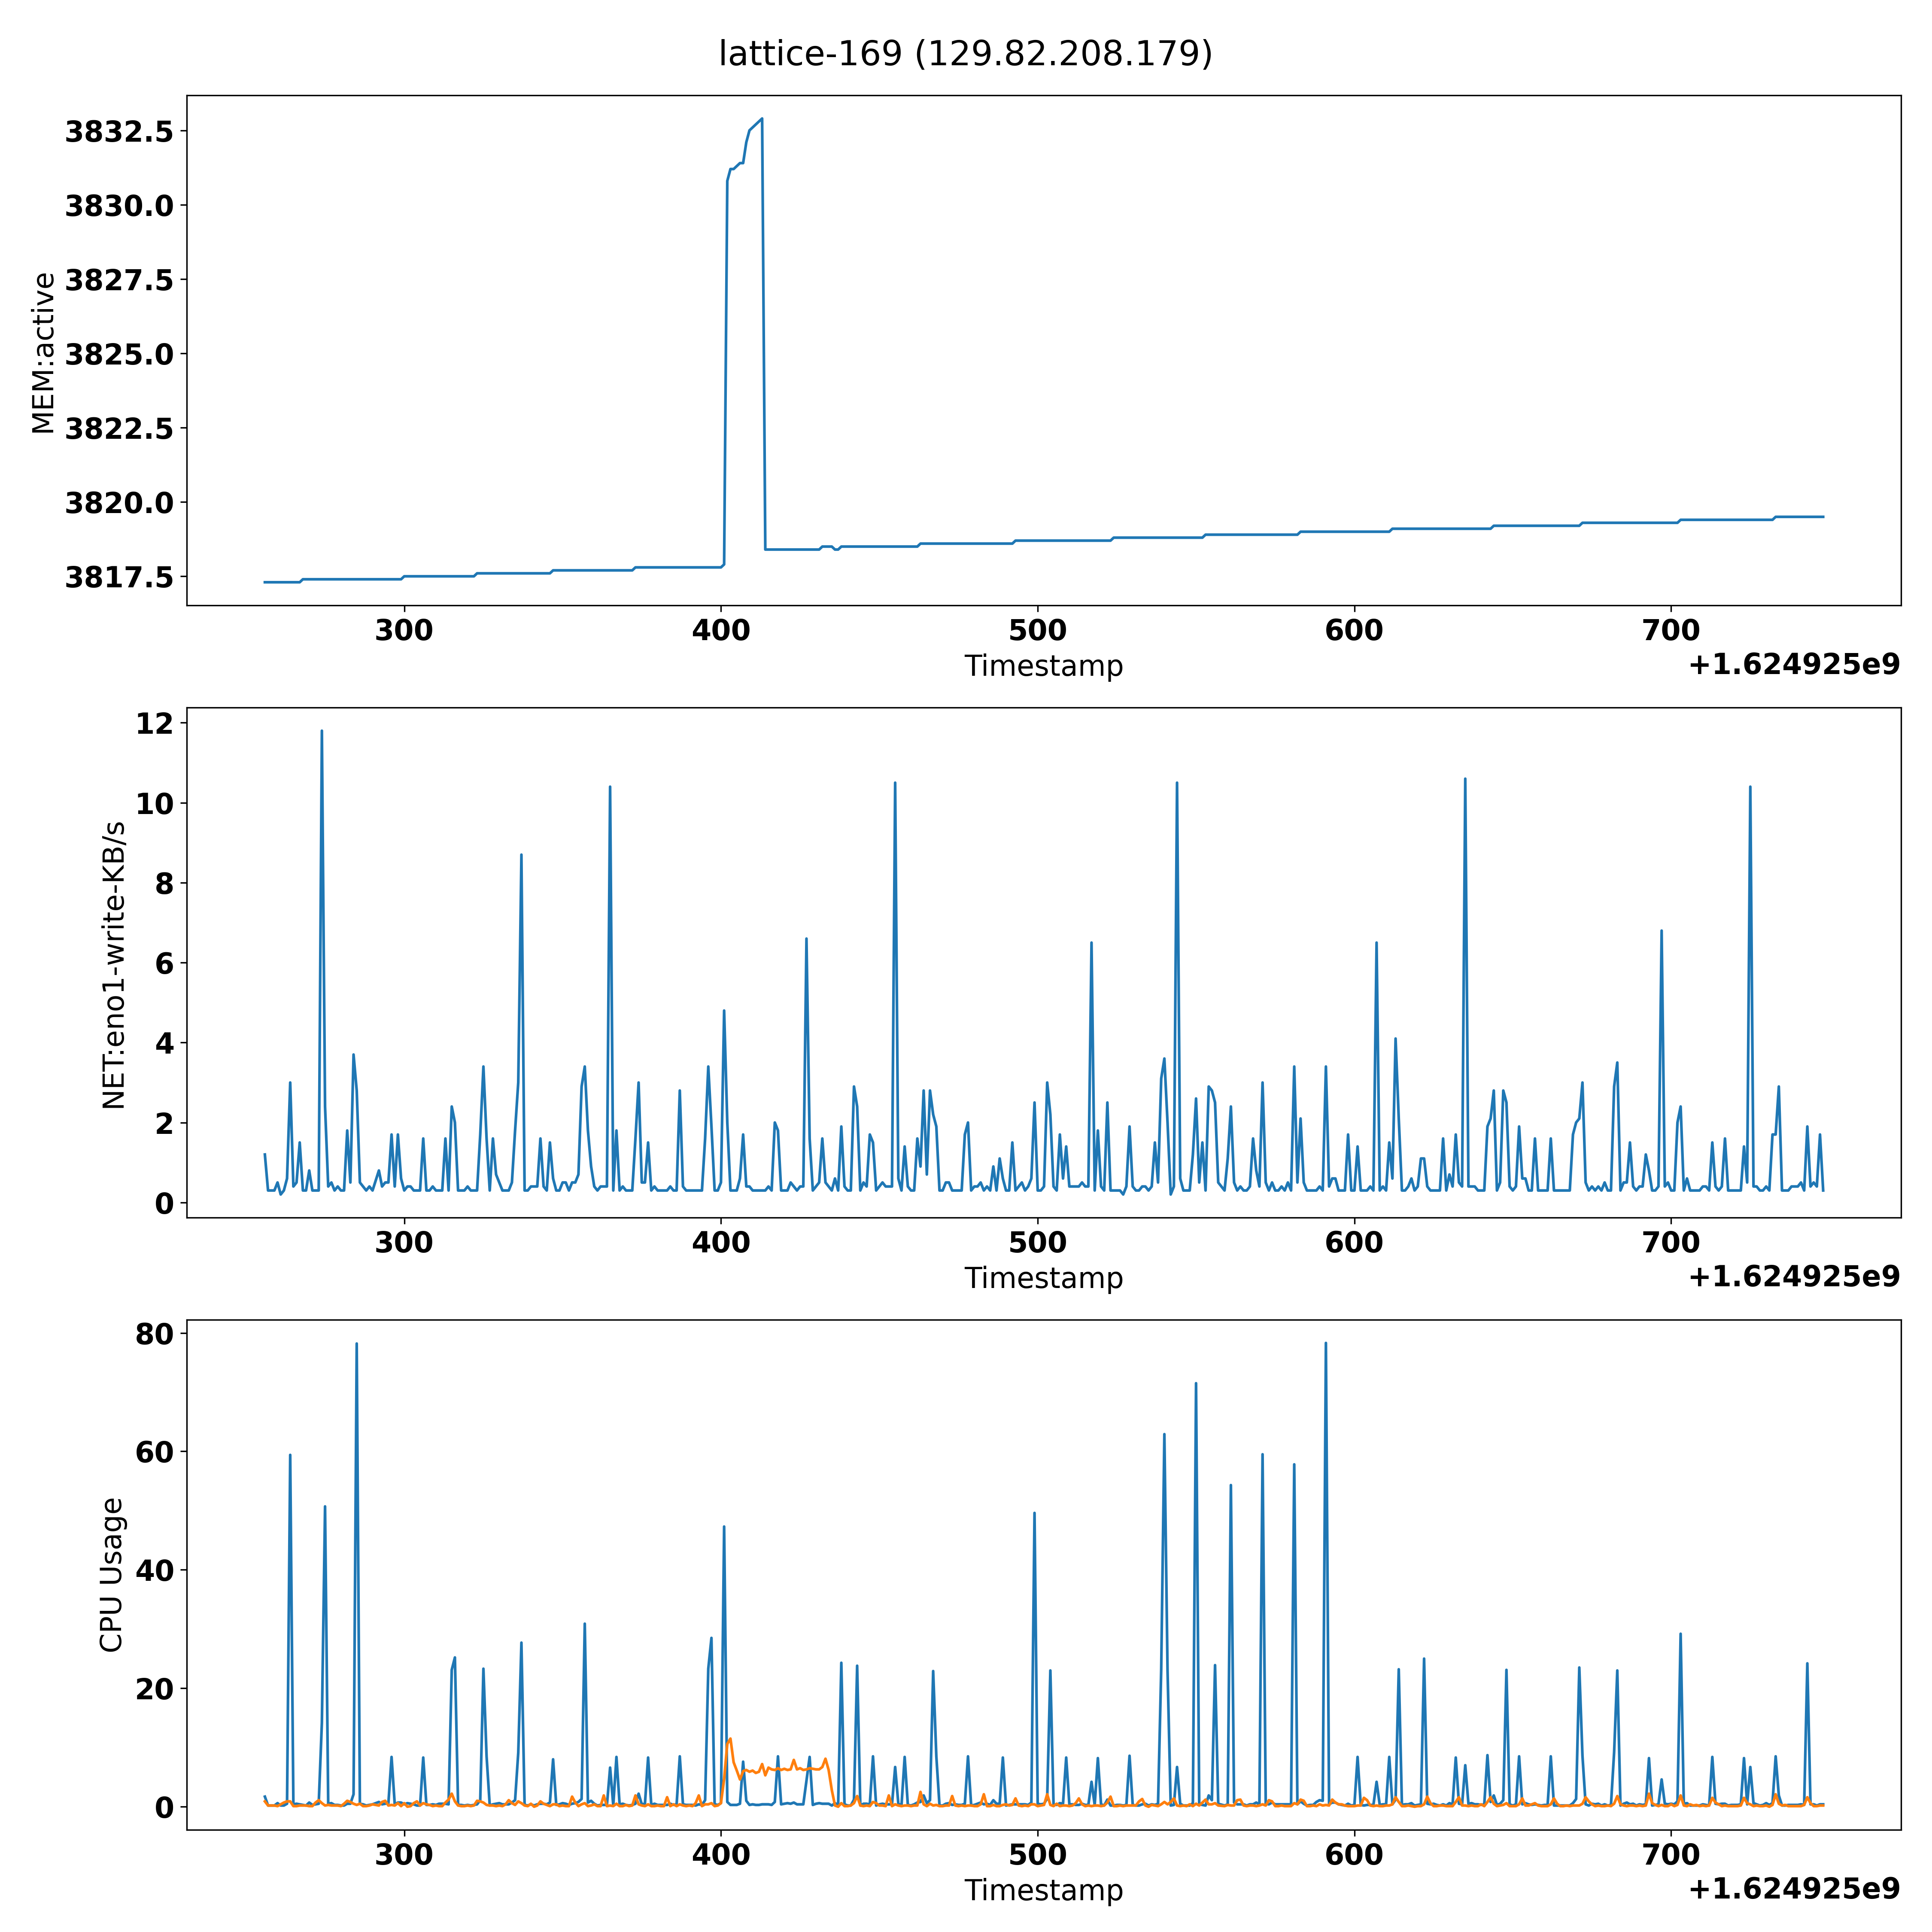 lattice-169 (129.82.208.179)
MEM:active
3832.5
3830.0
3827.5
3825.0
3822.5
3820.0
3817.5
300 400 500 600 700
Timestamp
+1.624925e9
NET:eno1-write-KB/s
12
10
8
6
4
2
0
300 400 500 600 700
Timestamp
+1.624925e9
CPU Usage
80
60
40
20
0
300 400 500 600 700
Timestamp
+1.624925e9